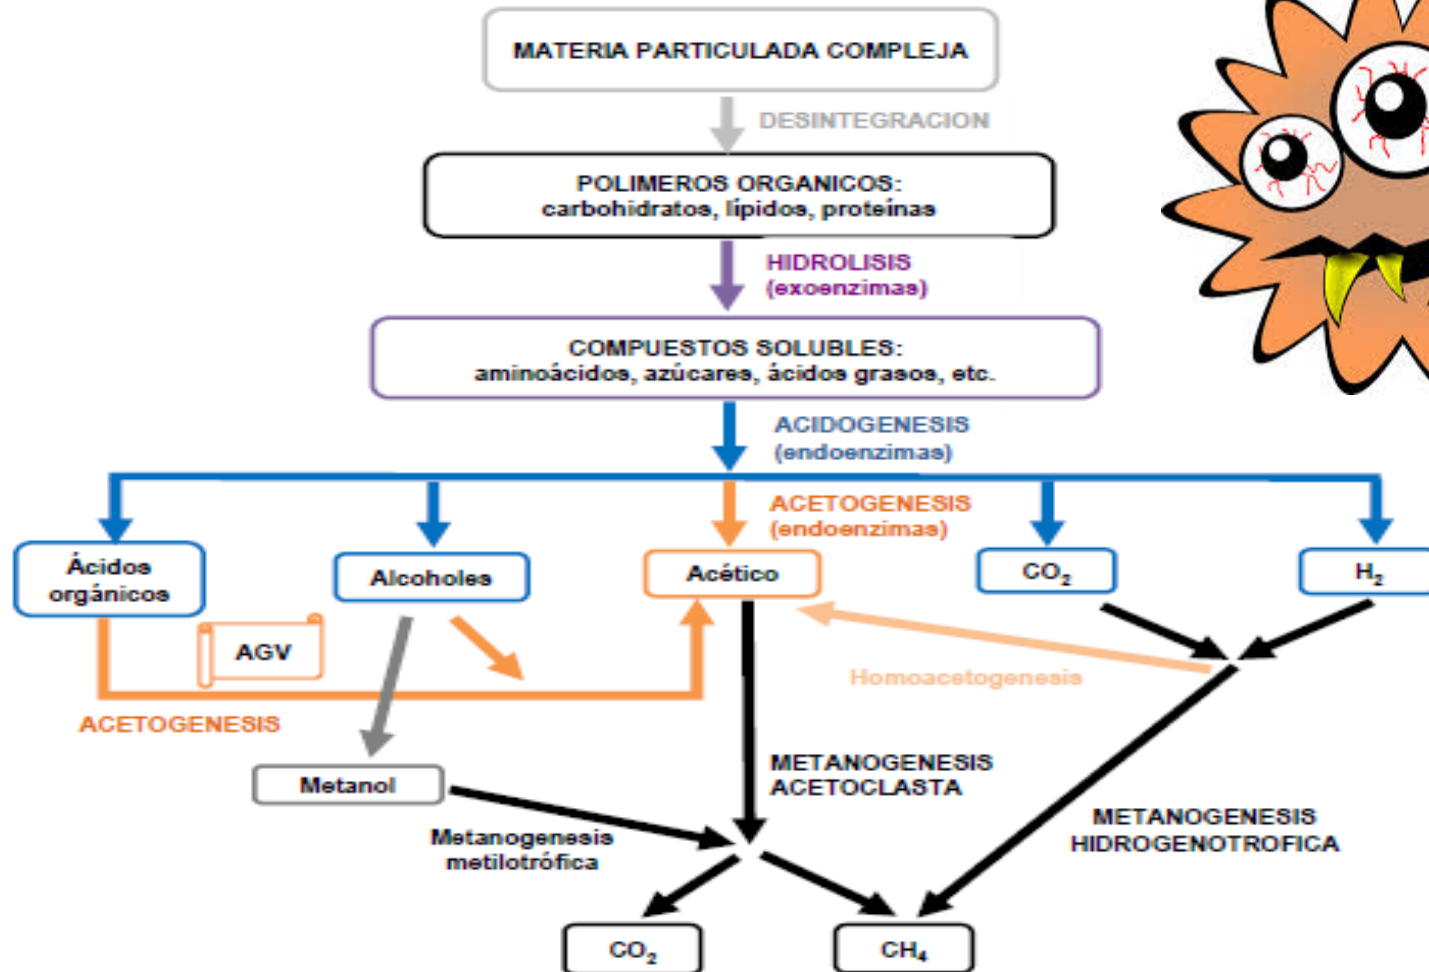 MATERIA PARTICULADA COMPLEJA
DESINTEGRACION
POLIMEROS ORGANICOS:
carbohidratos, lípidos, proteínas
HIDROLISIS
(exoenzimas)
COMPUESTOS SOLUBLES:
aminoácidos, azúcares, ácidos grasos, etc.
ACIDOGENESIS
(endoenzimas)
ACETOGENESIS
(endoenzimas)
Ácidos
orgánicos
Alcoholes
Acético
CO₂
H₂
AGV
Homoacetogenesis
ACETOGENESIS
Metanol
METANOGENESIS
ACETOCLASTA
Metanogenesis
metilotrófica
METANOGENESIS
HIDROGENOTROFICA
CO₂
CH₄